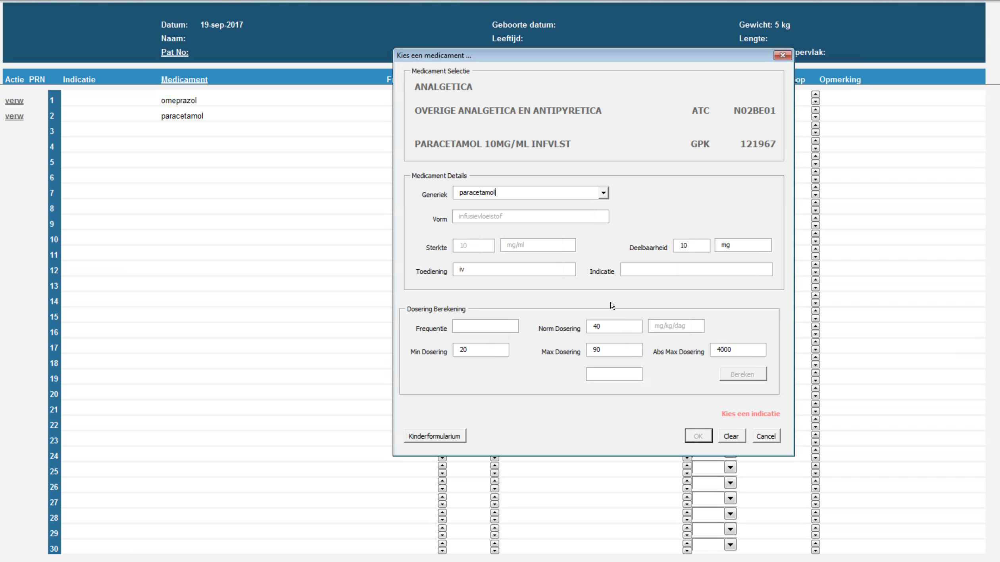 Datum: 19-sep-2017 Geboorte datum: Gewicht: 5 kg
Naam: Leeftijd: Lengte:
Pat No: pervlak:
Kies een medicament ...
Actie PRN Indicatie Medicament F op Opmerking
Medicament Selectie
ANALGETICA
OVERIGE ANALGETICA EN ANTIPYRETICA ATC N02BE01
PARACETAMOL 10MG/ML INFVLST GPK 121967
Medicament Details
Generiek paracetamol
Vorm infusievloeistof
Sterkte 10 mg/ml Deelbaarheid 10 mg
Toediening iv Indicatie
Dosering Berekening
Frequentie Norm Dosering 40 mg/kg/dag
Min Dosering 20 Max Dosering 90 Abs Max Dosering 4000
Bereken
Kies een indicatie
Kinderformularium OK Clear Cancel
verw 1 omeprazol
verw 2 paracetamol
3
4
5
6
7
8
9
10
11
12
13
14
15
16
17
18
19
20
21
22
23
24
25
26
27
28
29
30